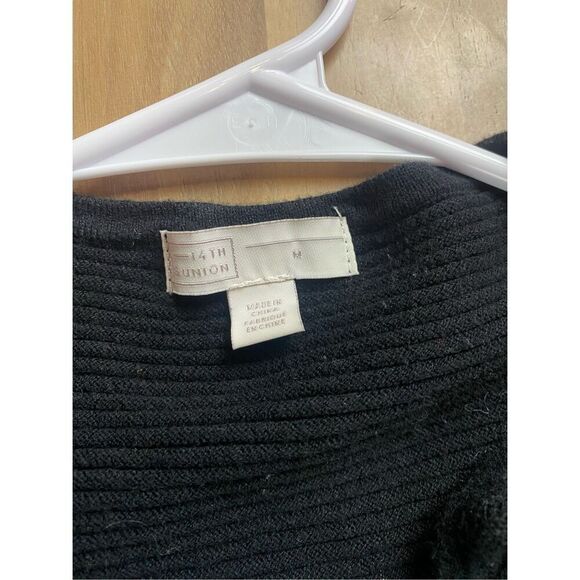 14TH
&UNION
M
MADE IN
CHINA
FABRIQUÉ
EN CHINE